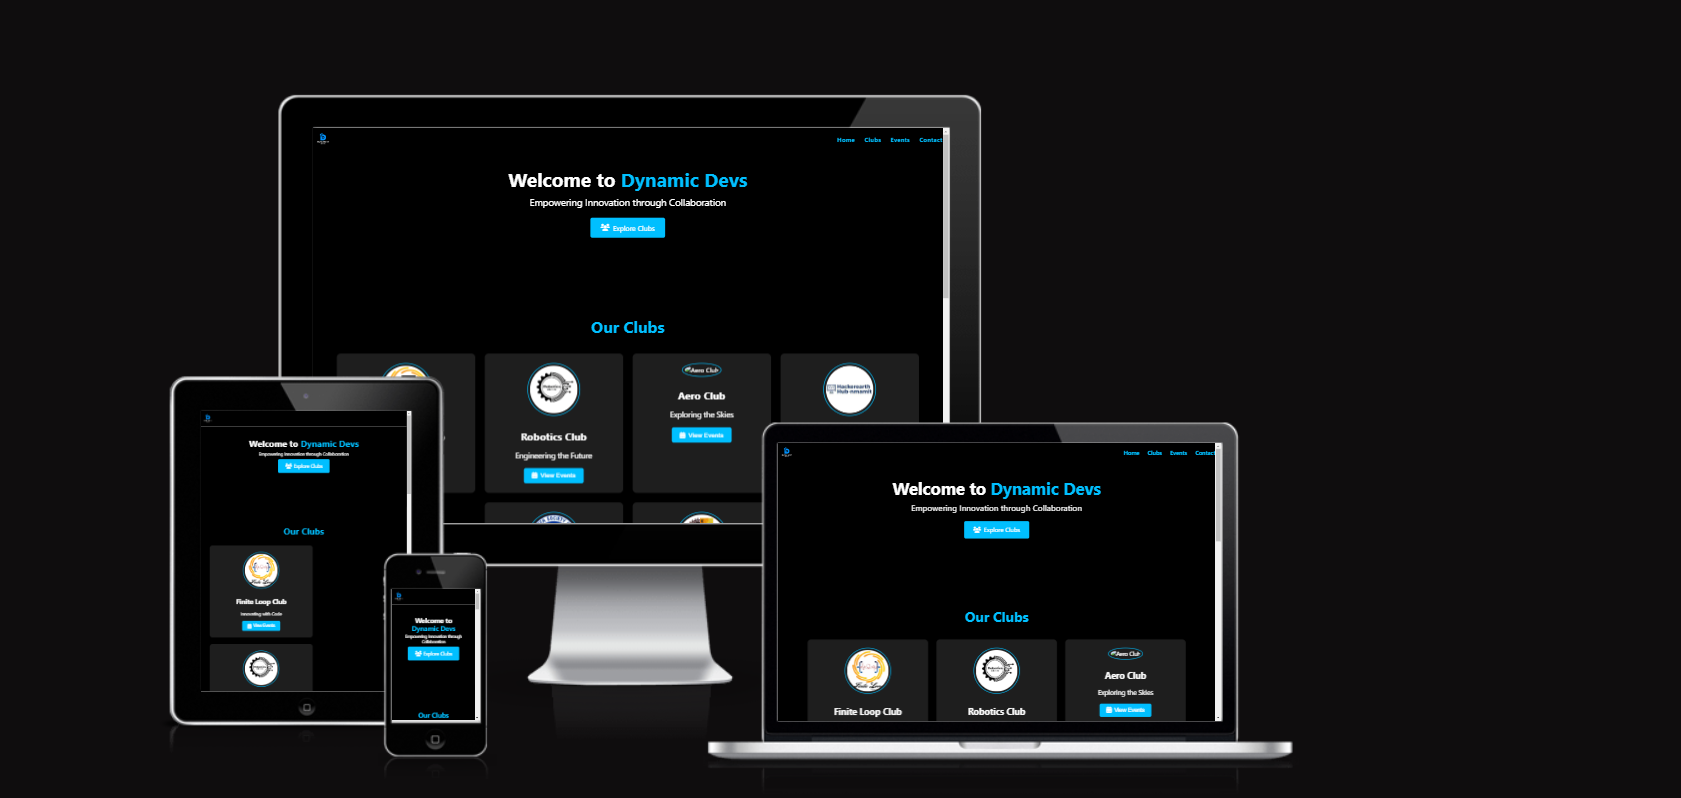 Home Clubs Events Contact
Welcome to Dynamic Devs
Empowering Innovation through Collaboration
Explore Clubs
Our Clubs
Robotics Club
Engineering the Future
View Events
Aero Club
Aero Club
Exploring the Skies
View Events
Hackerearth
Hub-nmamit
Welcome to Dynamic Devs
Empowering Innovation through Collaboration
Explore Clubs
Our Clubs
Finite Loop Club
Innovating with Code
View Events
Welcome to
Dynamic Devs
Empowering Innovation through
Collaboration
Explore Clubs
Our Clubs
Home Clubs Events Contact
Welcome to Dynamic Devs
Empowering Innovation through Collaboration
Explore Clubs
Our Clubs
Finite Loop Club
Robotics Club
Aero Club
Aero Club
Exploring the Skies
View Events